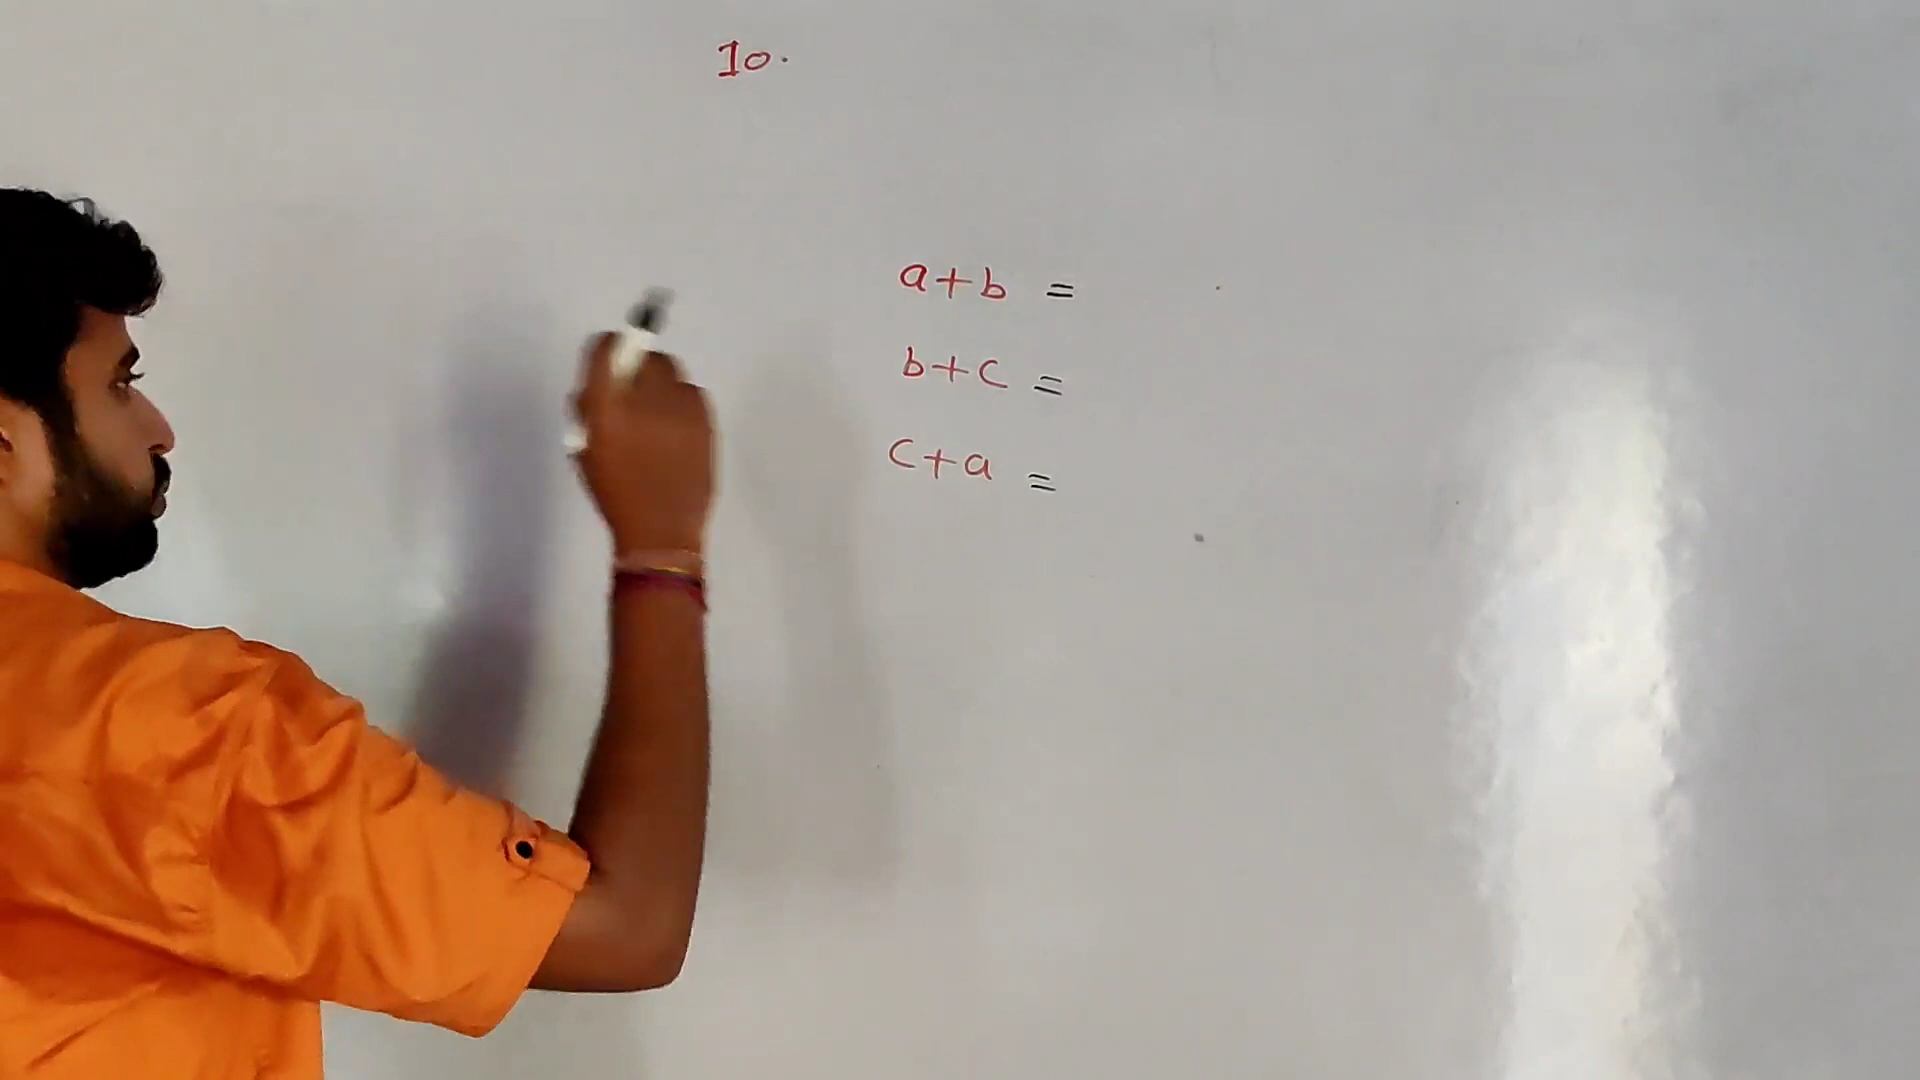 10.
a+b =
b+c =
c+a =